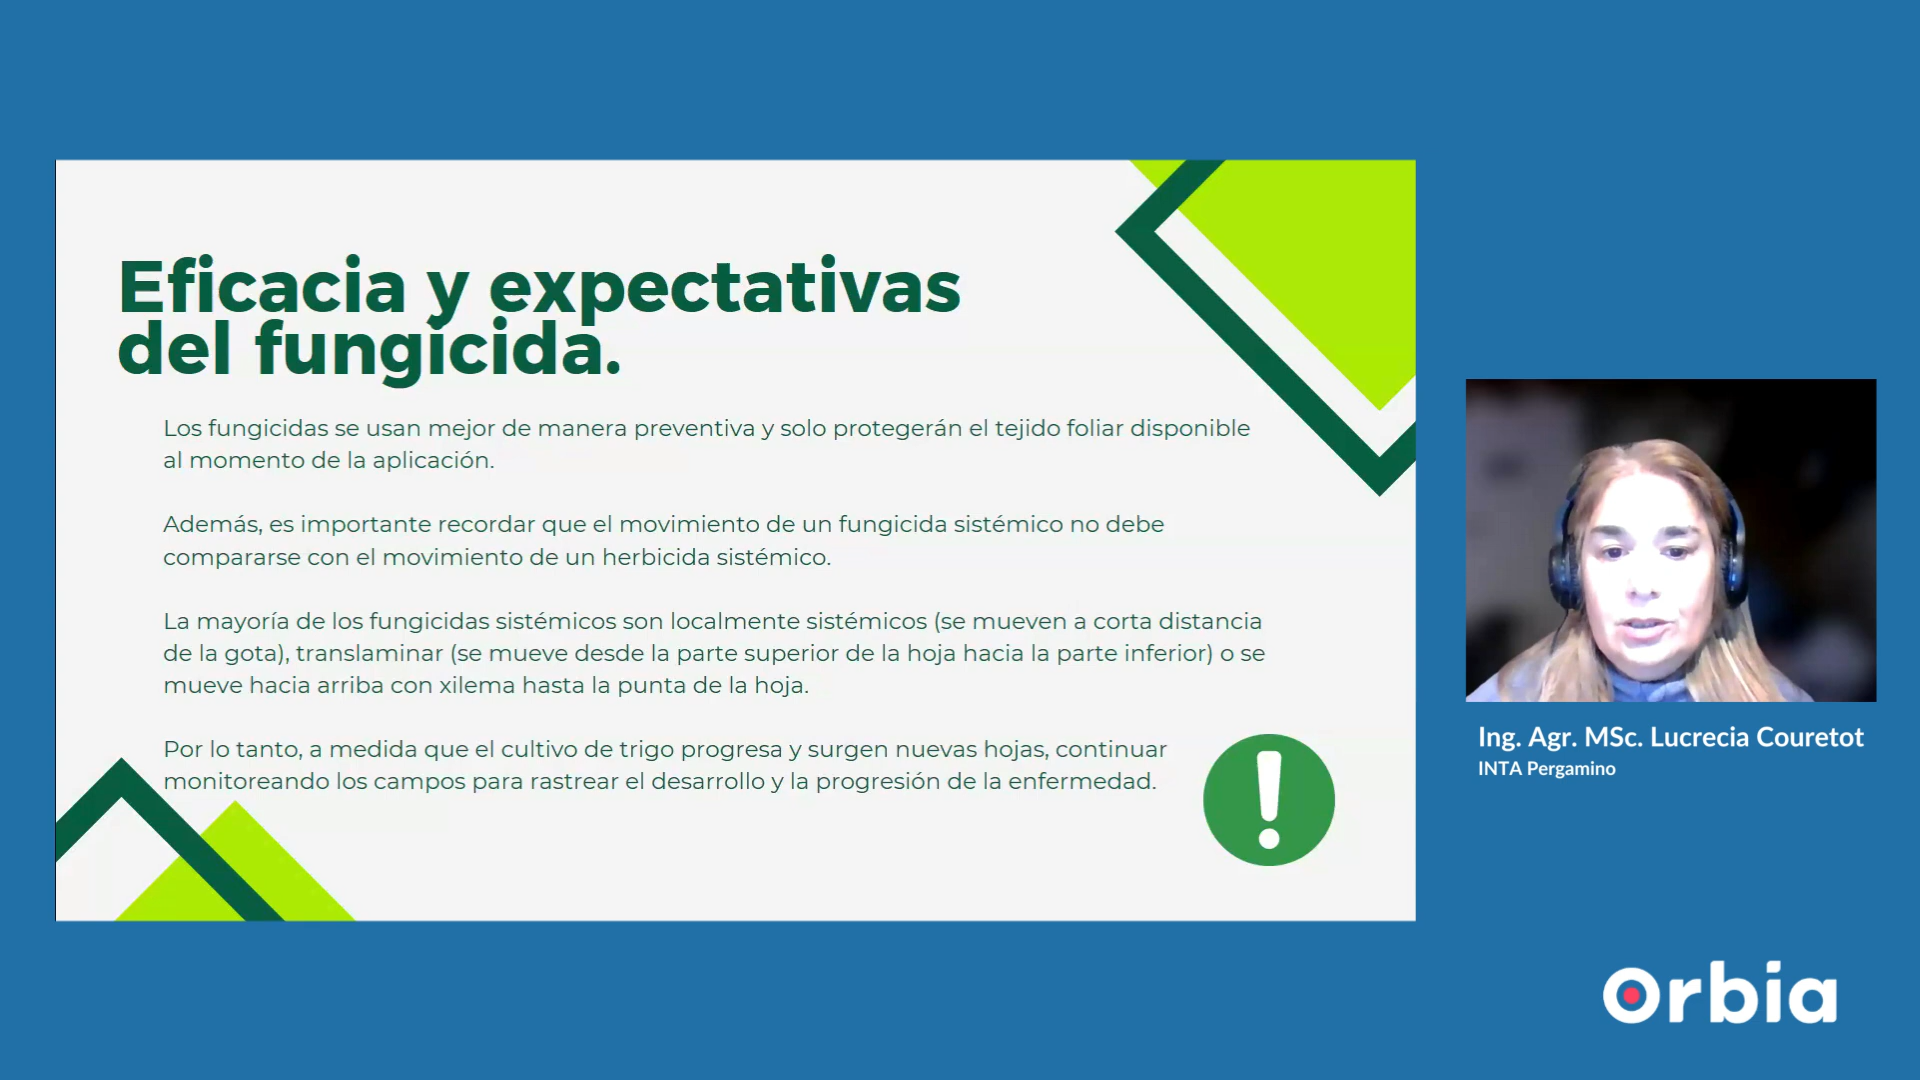 Eficacia y expectativas
del fungicida.
Los fungicidas se usan mejor de manera preventiva y solo protegerán el tejido foliar disponible
al momento de la aplicación.
Además, es importante recordar que el movimiento de un fungicida sistémico no debe
compararse con el movimiento de un herbicida sistémico.
La mayoría de los fungicidas sistémicos son localmente sistémicos (se mueven a corta distancia
de la gota), translaminar (se mueve desde la parte superior de la hoja hacia la parte inferior) o se
mueve hacia arriba con xilema hasta la punta de la hoja.
Por lo tanto, a medida que el cultivo de trigo progresa y surgen nuevas hojas, continuar
monitoreando los campos para rastrear el desarrollo y la progresión de la enfermedad.
!
Ing. Agr. MSc. Lucrecia Couretot
INTA Pergamino
Orbia